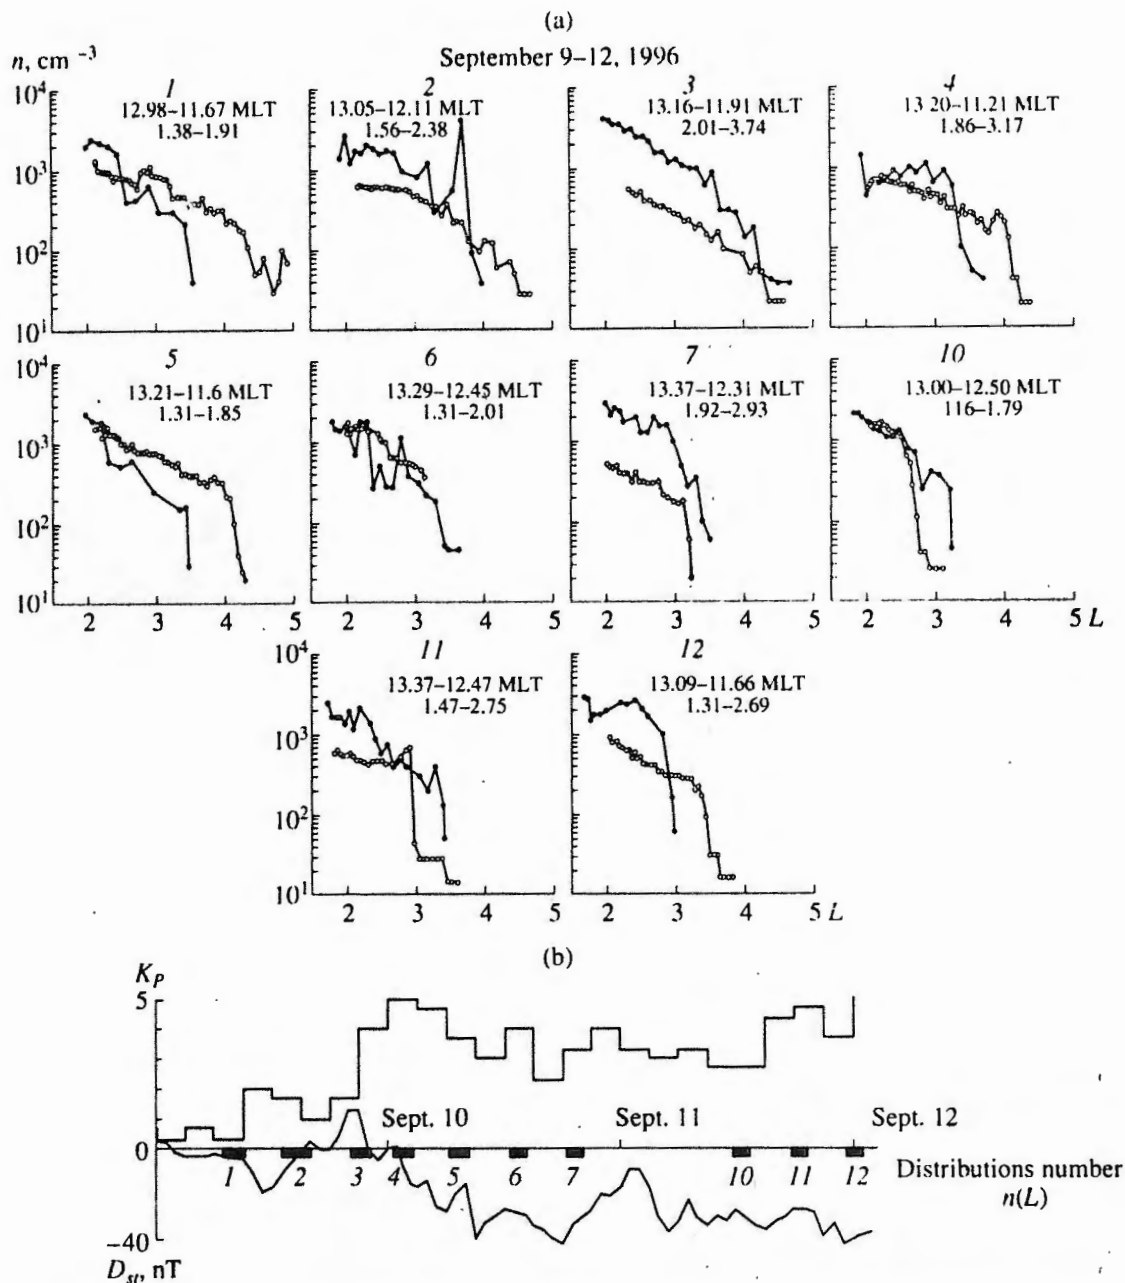 (a)
September 9–12, 1996
n, cm⁻³
1
12.98–11.67 MLT
1.38–1.91
2
13.05–12.11 MLT
1.56–2.38
3
13.16–11.91 MLT
2.01–3.74
4
13.20–11.21 MLT
1.86–3.17
10⁴
10³
10²
10¹
5
13.21–11.6 MLT
1.31–1.85
6
13.29–12.45 MLT
1.31–2.01
7
13.37–12.31 MLT
1.92–2.93
10
13.00–12.50 MLT
116–1.79
10⁴
10³
10²
10¹
2 3 4 5 2 3 4 5 2 3 4 5 2 3 4 5 L
11
13.37–12.47 MLT
1.47–2.75
12
13.09–11.66 MLT
1.31–2.69
10⁴
10³
10²
10¹
2 3 4 5 2 3 4 5 L
(b)
Kₚ
5
Sept. 10 Sept. 11 Sept. 12
0 0
1 2 3 4 5 6 7 10 11 12
Distributions number
n(L)
–40
Dst, nT